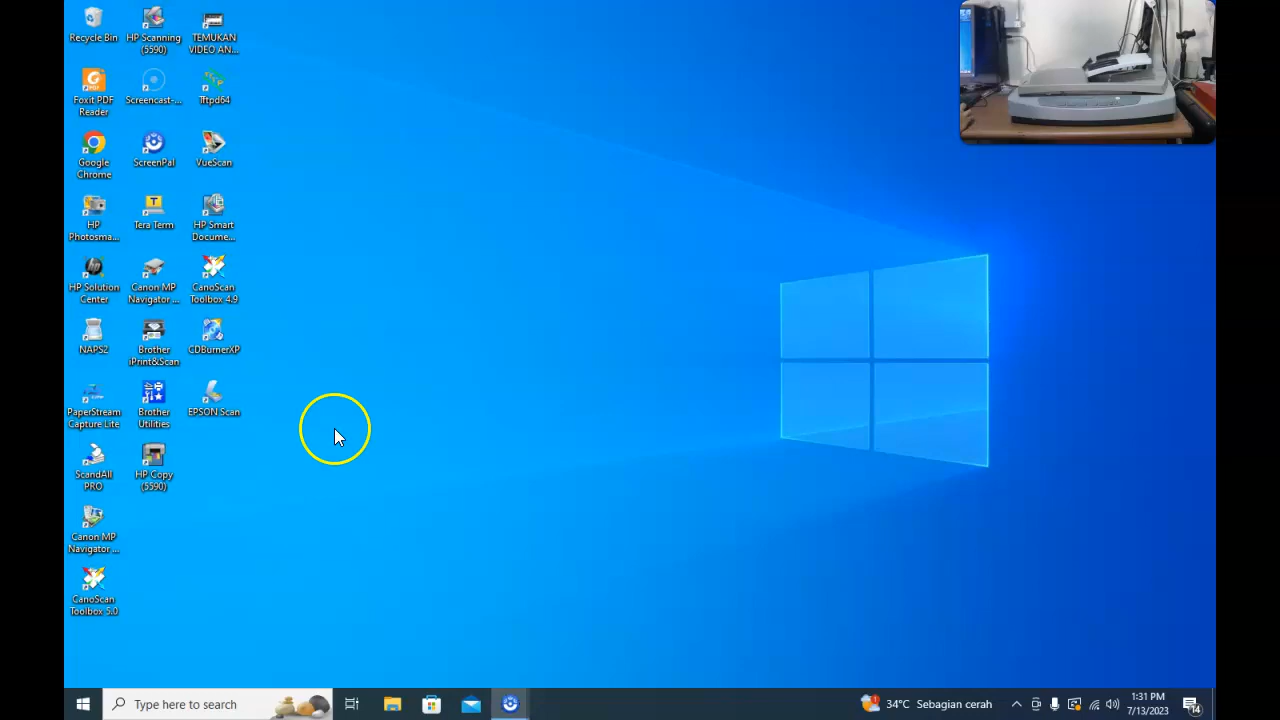 Recycle Bin
HP Scanning
(5590)
TEMUKAN
VIDEO AN...
Foxit PDF
Reader
Screencast-...
Tftpd64
Google
Chrome
ScreenPal
VueScan
HP
Photosma...
Tera Term
HP Smart
Docume...
HP Solution
Center
Canon MP
Navigator ...
CanoScan
Toolbox 4.9
NAPS2
Brother
iPrint&Scan
CDBurnerXP
PaperStream
Capture Lite
Brother
Utilities
EPSON Scan
ScandAll
PRO
HP Copy
(5590)
Canon MP
Navigator ...
CanoScan
Toolbox 5.0
Type here to search
34°C Sebagian cerah
1:31 PM
7/13/2023
14